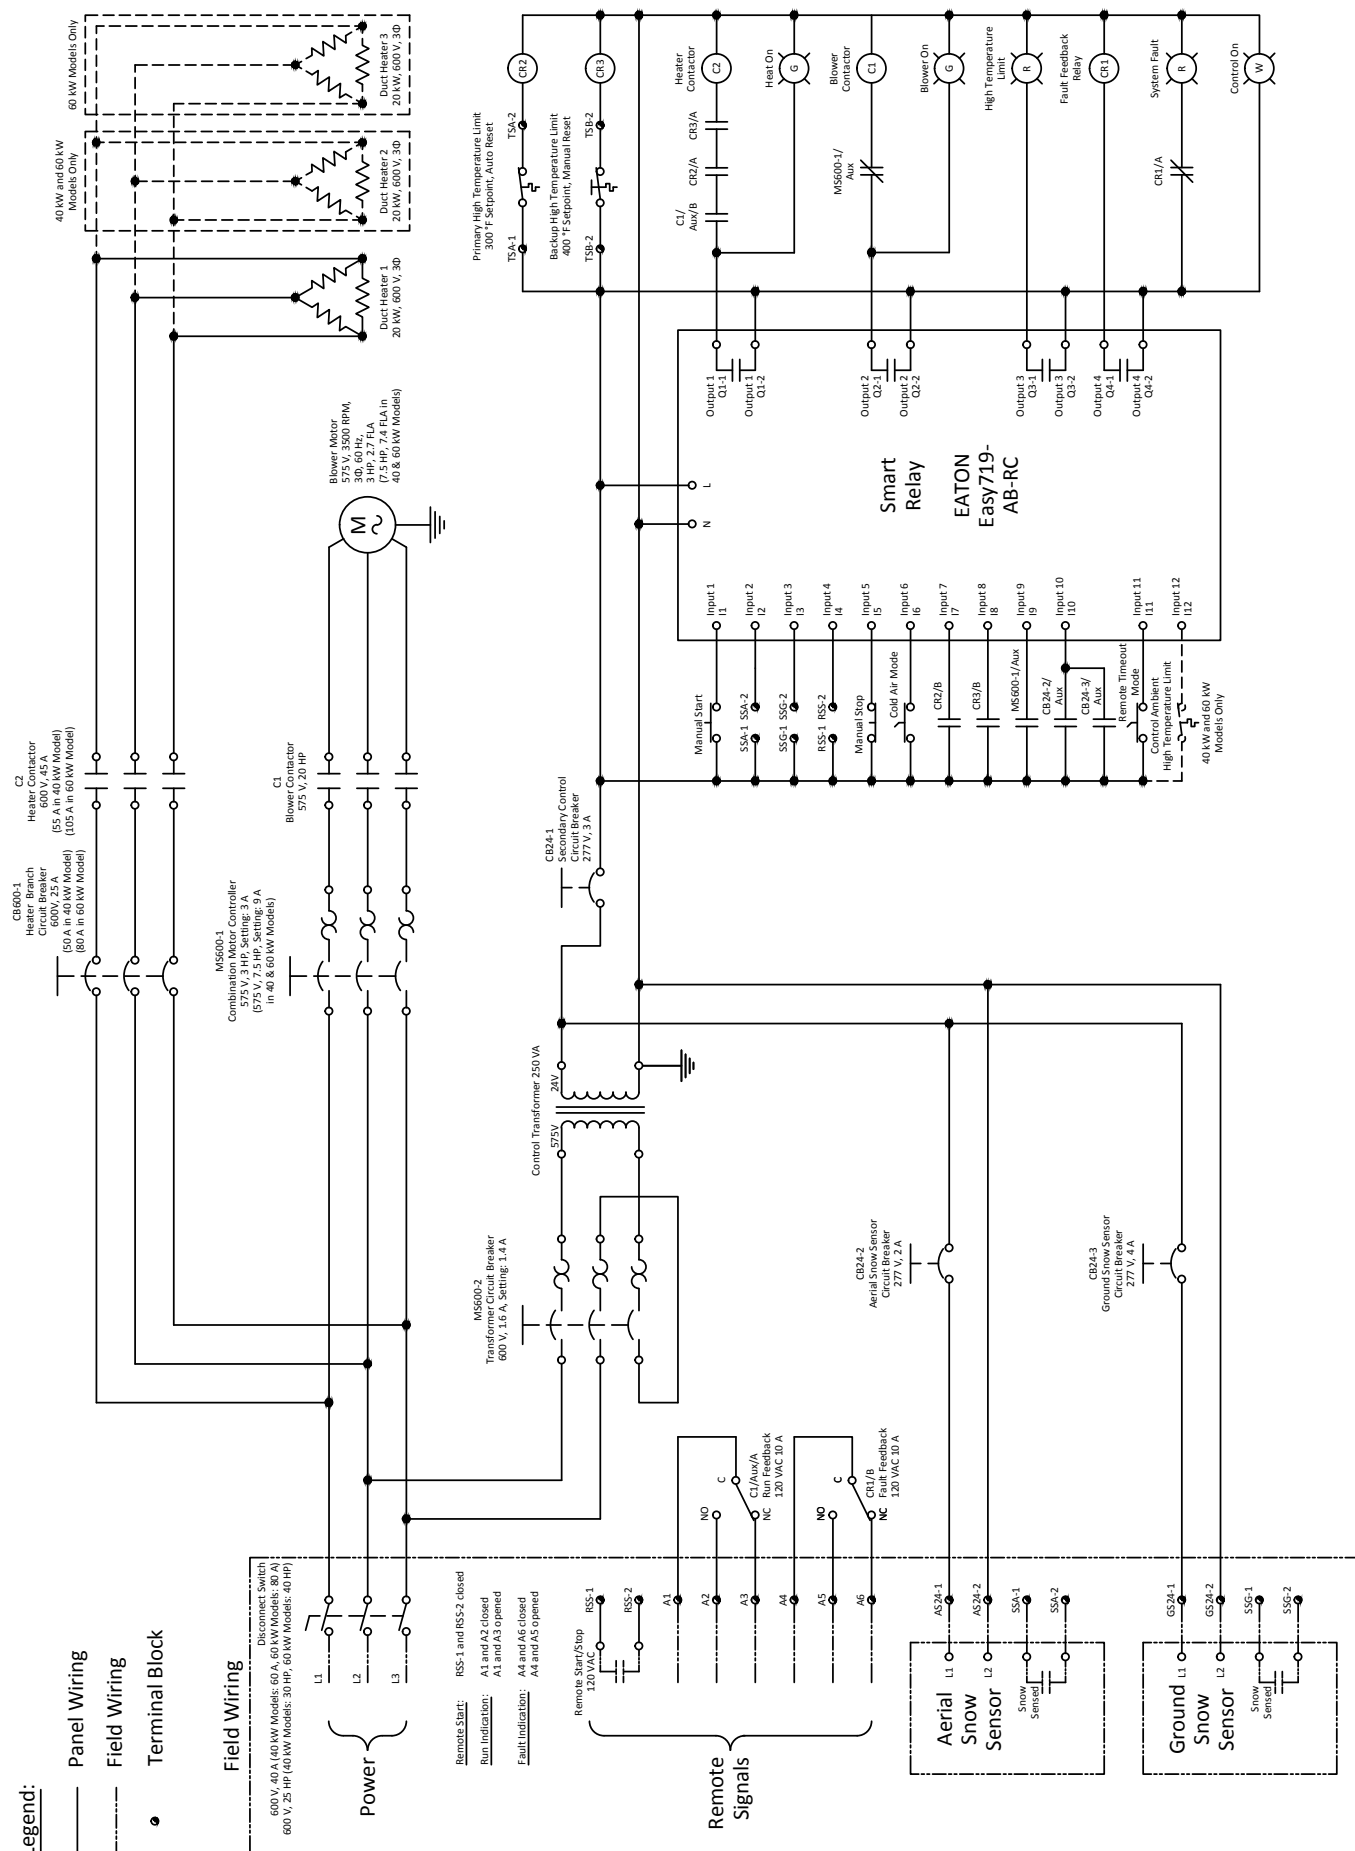 Legend:
Panel Wiring
Field Wiring
Terminal Block
Field Wiring
Disconnect Switch
600 V, 40 A (40 kW Models: 60 A, 60 kW Models: 80 A)
600 V, 25 HP (40 kW Models: 30 HP, 60 kW Models: 40 HP)
Power
L1
L2
L3
CB600-1
Heater Branch
Circuit Breaker
600V, 25 A
(50 A in 40 kW Model)
(80 A in 60 kW Model)
C2
Heater Contactor
600 V, 45 A
(55 A in 40 kW Model)
(105 A in 60 kW Model)
MS600-1
Combination Motor Controller
575 V, 3 HP, Setting: 3 A
(575 V, 7.5 HP, Setting: 9 A
in 40 & 60 kW Models)
C1
Blower Contactor
575 V, 20 HP
Blower Motor
575 V, 3500 RPM,
3Φ, 60 Hz,
3 HP, 2.7 FLA
(7.5 HP, 7.4 FLA in
40 & 60 kW Models)
M
Duct Heater 1
20 kW, 600 V, 3Φ
40 kW and 60 kW
Models Only
Duct Heater 2
20 kW, 600 V, 3Φ
60 kW Models Only
Duct Heater 3
20 kW, 600 V, 3Φ
Remote Start:
RSS-1 and RSS-2 closed
Run Indication:
A1 and A2 closed
A1 and A3 opened
Fault Indication:
A4 and A6 closed
A4 and A5 opened
MS600-2
Transformer Circuit Breaker
600 V, 1.6 A, Setting: 1.4 A
Control Transformer 250 VA
575V
24V
CB24-1
Secondary Control
Circuit Breaker
277 V, 3 A
Remote
Signals
Remote Start/Stop
120 VAC
RSS-1
RSS-2
A1
A2
A3
A4
A5
A6
NO
C
NC
C1/Aux/A
Run Feedback
120 VAC 10 A
NO
C
NC
CR1/B
Fault Feedback
120 VAC 10 A
Aerial
Snow
Sensor
L1
L2
Snow
Sensed
AS24-1
AS24-2
SSA-1
SSA-2
CB24-2
Aerial Snow Sensor
Circuit Breaker
277 V, 2 A
Ground
Snow
Sensor
L1
L2
Snow
Sensed
GS24-1
GS24-2
SSG-1
SSG-2
CB24-3
Ground Snow Sensor
Circuit Breaker
277 V, 4 A
Manual Start
SSA-1
SSA-2
SSG-1
SSG-2
RSS-1
RSS-2
Manual Stop
Cold Air Mode
CR2/B
CR3/B
MS600-1/Aux
CB24-2/
Aux
CB24-3/
Aux
Remote Timeout
Mode
Control Ambient
High Temperature Limit
40 kW and 60 kW
Models Only
Input 1
I1
Input 2
I2
Input 3
I3
Input 4
I4
Input 5
I5
Input 6
I6
Input 7
I7
Input 8
I8
Input 9
I9
Input 10
I10
Input 11
I11
Input 12
I12
N
L
Smart
Relay
EATON
Easy719-
AB-RC
Output 1
Q1-1
Output 1
Q1-2
Output 2
Q2-1
Output 2
Q2-2
Output 3
Q3-1
Output 3
Q3-2
Output 4
Q4-1
Output 4
Q4-2
Primary High Temperature Limit
300 °F Setpoint, Auto Reset
TSA-1
TSA-2
CR2
Backup High Temperature Limit
400 °F Setpoint, Manual Reset
TSB-2
TSB-2
CR3
C1/
Aux/B
CR2/A
CR3/A
Heater
Contactor
C2
Heat On
G
MS600-1/
Aux
Blower
Contactor
C1
Blower On
G
High Temperature
Limit
R
Fault Feedback
Relay
CR1
CR1/A
System Fault
R
Control On
W